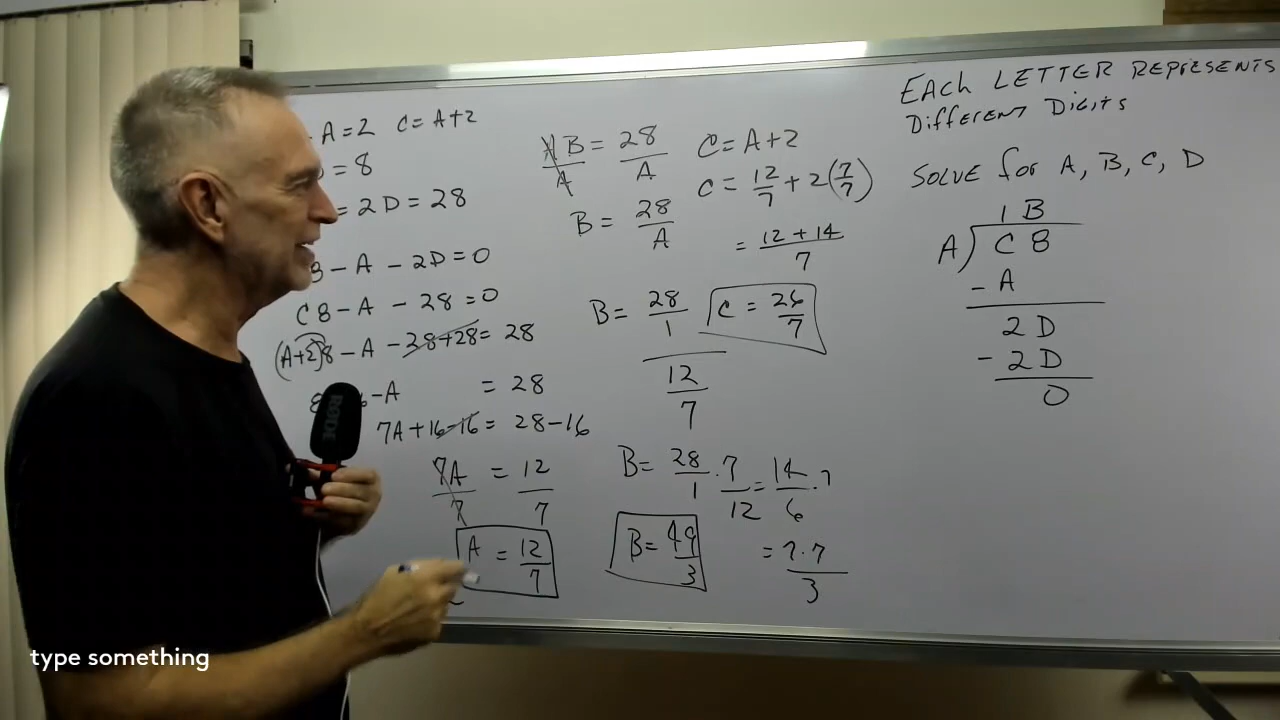 - A = 2 C = A + 2
= 8
= 2D = 28
8 - A - 2D = 0
C8 - A - 28 = 0
(A+2)8 - A - 28+28 = 28
-A = 28
7A + 16 - 16 = 28 - 16
7A/7 = 12/7
A = 12/7
AB/A = 28/A
B = 28/A
B = 28/1
12/7
B = 28/1 · 7/12 = 14/6 · 7
= 7·7/3
B = 49/3
C = A + 2
C = 12/7 + 2(7/7)
= 12 + 14/7
C = 26/7
EACH LETTER REPRESENTS
Different Digits
SOLVE for A, B, C, D
1 B
A) C 8
- A
2 D
- 2 D
0
RODE
type something